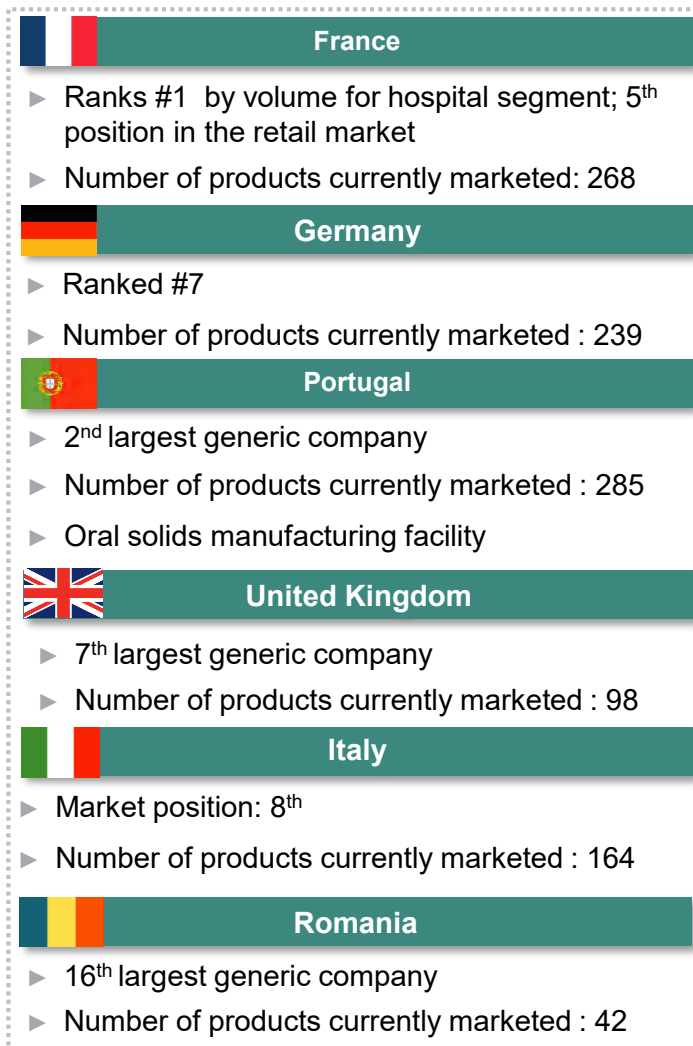 France
► Ranks #1 by volume for hospital segment; 5th
position in the retail market
► Number of products currently marketed: 268
Germany
► Ranked #7
► Number of products currently marketed : 239
Portugal
► 2nd largest generic company
► Number of products currently marketed : 285
► Oral solids manufacturing facility
United Kingdom
► 7th largest generic company
► Number of products currently marketed : 98
Italy
► Market position: 8th
► Number of products currently marketed : 164
Romania
► 16th largest generic company
► Number of products currently marketed : 42